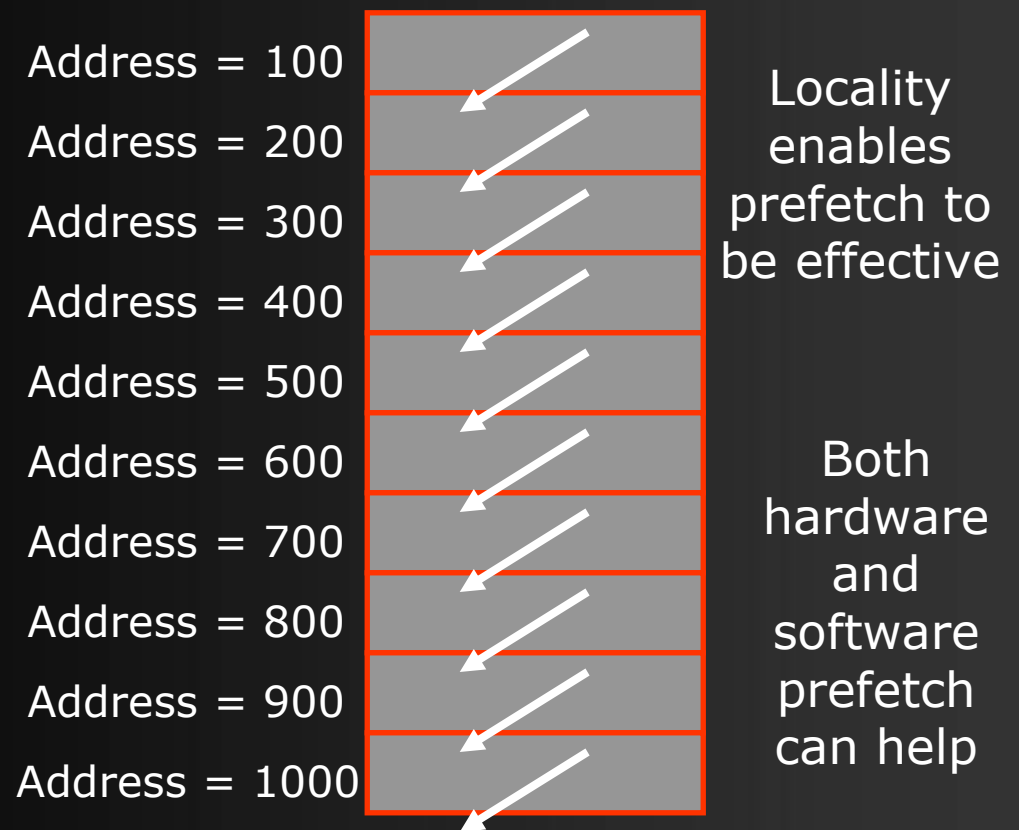 Address = 100
Address = 200
Address = 300
Address = 400
Address = 500
Address = 600
Address = 700
Address = 800
Address = 900
Address = 1000
Locality
enables
prefetch to
be effective
Both
hardware
and
software
prefetch
can help